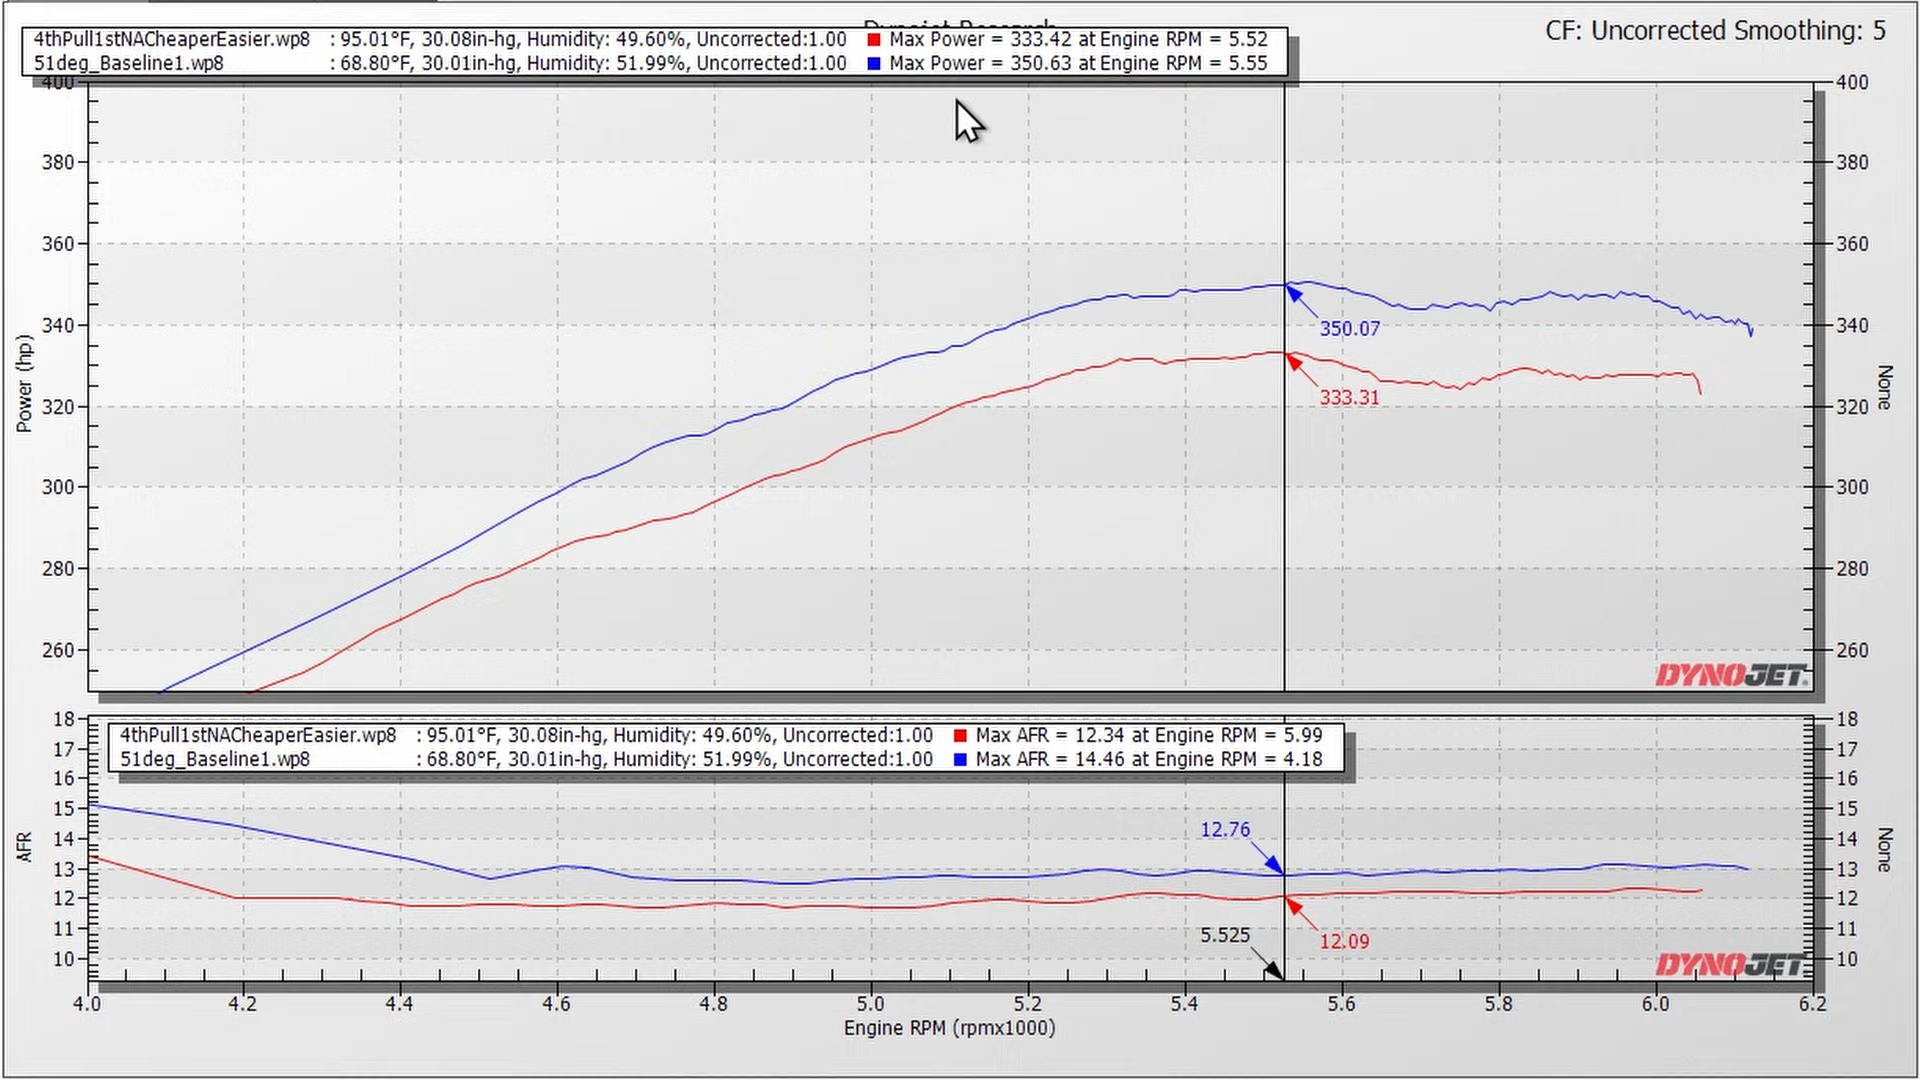 Dynojet Research
CF: Uncorrected Smoothing: 5
4thPull1stNACheaperEasier.wp8 : 95.01°F, 30.08in-hg, Humidity: 49.60%, Uncorrected:1.00 Max Power = 333.42 at Engine RPM = 5.52
51deg_Baseline1.wp8 : 68.80°F, 30.01in-hg, Humidity: 51.99%, Uncorrected:1.00 Max Power = 350.63 at Engine RPM = 5.55
400 400
380 380
360 360
340 340
320 320
300 300
280 280
260 260
Power (hp)
None
350.07
333.31
DYNOJET
18 18
17 17
16 16
15 15
14 14
13 13
12 12
11 11
10 10
4thPull1stNACheaperEasier.wp8 : 95.01°F, 30.08in-hg, Humidity: 49.60%, Uncorrected:1.00 Max AFR = 12.34 at Engine RPM = 5.99
51deg_Baseline1.wp8 : 68.80°F, 30.01in-hg, Humidity: 51.99%, Uncorrected:1.00 Max AFR = 14.46 at Engine RPM = 4.18
AFR
None
12.76
5.525
12.09
DYNOJET
4.0 4.2 4.4 4.6 4.8 5.0 5.2 5.4 5.6 5.8 6.0 6.2
Engine RPM (rpmx1000)